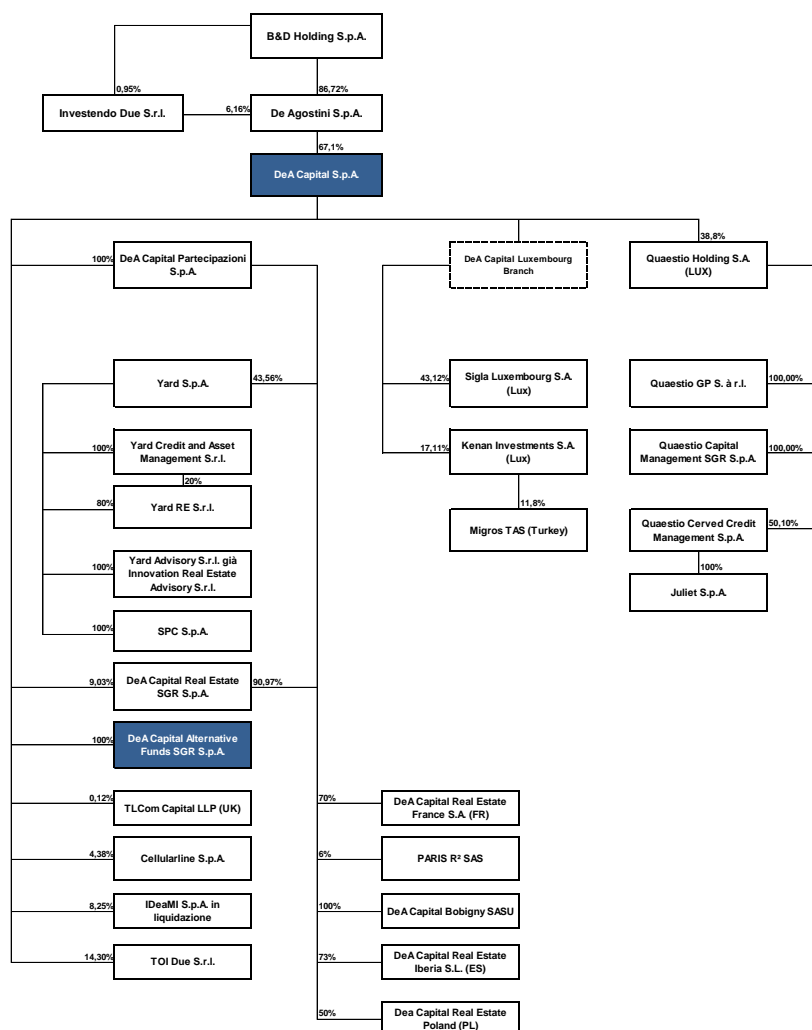 B&D Holding S.p.A.
0,95%
86,72%
Investendo Due S.r.l.
6,16%
De Agostini S.p.A.
67,1%
DeA Capital S.p.A.
38,8%
100%
DeA Capital Partecipazioni
S.p.A.
DeA Capital Luxembourg
Branch
Quaestio Holding S.A.
(LUX)
Yard S.p.A.
43,56%
43,12%
Sigla Luxembourg S.A.
(Lux)
Quaestio GP S. à r.l.
100,00%
100%
Yard Credit and Asset
Management S.r.l.
17,11%
Kenan Investments S.A.
(Lux)
Quaestio Capital
Management SGR S.p.A.
100,00%
20%
80%
Yard RE S.r.l.
11,8%
Migros TAS (Turkey)
Quaestio Cerved Credit
Management S.p.A.
50,10%
100%
Yard Advisory S.r.l. già
Innovation Real Estate
Advisory S.r.l.
100%
Juliet S.p.A.
100%
SPC S.p.A.
9,03%
DeA Capital Real Estate
SGR S.p.A.
90,97%
100%
DeA Capital Alternative
Funds SGR S.p.A.
0,12%
TLCom Capital LLP (UK)
70%
DeA Capital Real Estate
France S.A. (FR)
4,38%
Cellularline S.p.A.
6%
PARIS R² SAS
8,25%
IDeaMI S.p.A. in
liquidazione
100%
DeA Capital Bobigny SASU
14,30%
TOI Due S.r.l.
73%
DeA Capital Real Estate
Iberia S.L. (ES)
50%
Dea Capital Real Estate
Poland (PL)